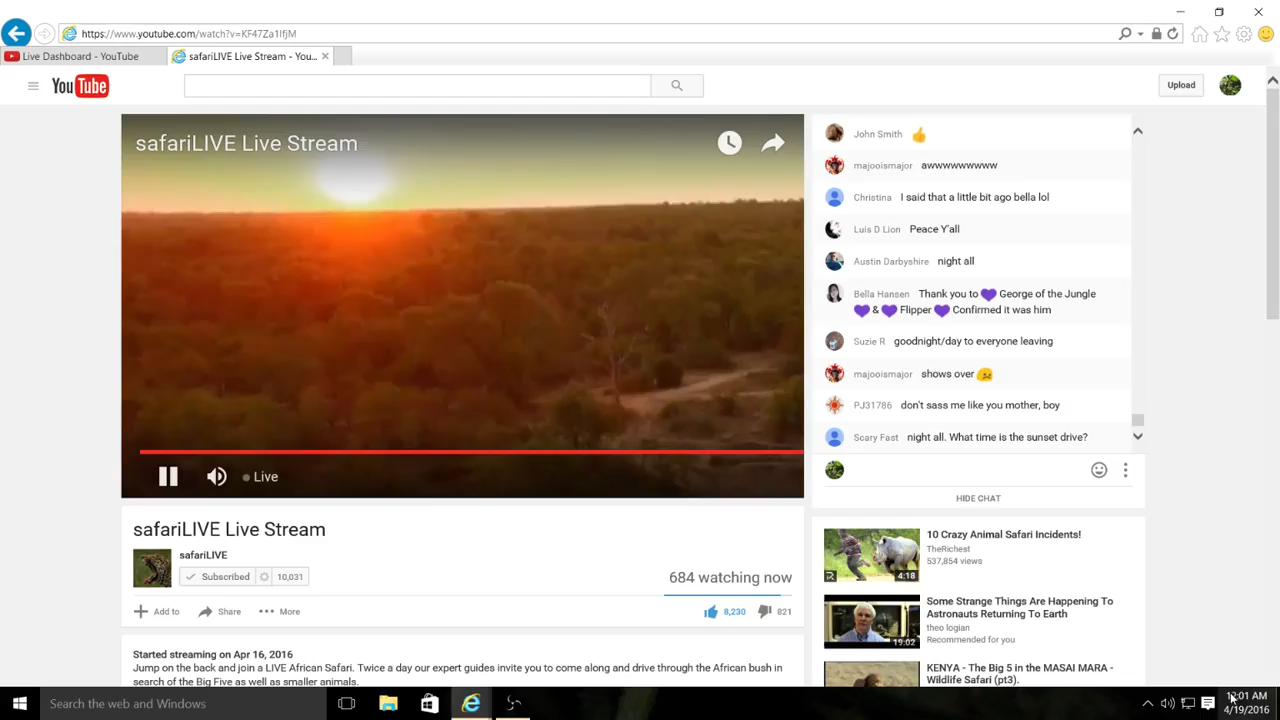 https://www.youtube.com/watch?v=KF47Za1IfjM
Live Dashboard - YouTube
safariLIVE Live Stream - You...
YouTube
Upload
safariLIVE Live Stream
Live
John Smith 👍
majooismajor awwwwwwwww
Christina I said that a little bit ago bella lol
Luis D Lion Peace Y'all
Austin Darbyshire night all
Bella Hansen Thank you to 💜 George of the Jungle
💜 & 💜 Flipper 💜 Confirmed it was him
Suzie R goodnight/day to everyone leaving
majooismajor shows over
PJ31786 don't sass me like you mother, boy
Scary Fast night all. What time is the sunset drive?
HIDE CHAT
safariLIVE Live Stream
safariLIVE
Subscribed 10,031
684 watching now
Add to Share More
8,230 821
Started streaming on Apr 16, 2016
Jump on the back and join a LIVE African Safari. Twice a day our expert guides invite you to come along and drive through the African bush in
search of the Big Five as well as smaller animals.
10 Crazy Animal Safari Incidents!
TheRichest
537,854 views
4:18
Some Strange Things Are Happening To
Astronauts Returning To Earth
theo logian
Recommended for you
19:02
KENYA - The Big 5 in the MASAI MARA -
Wildlife Safari (pt3).
Search the web and Windows
12:01 AM
4/19/2016